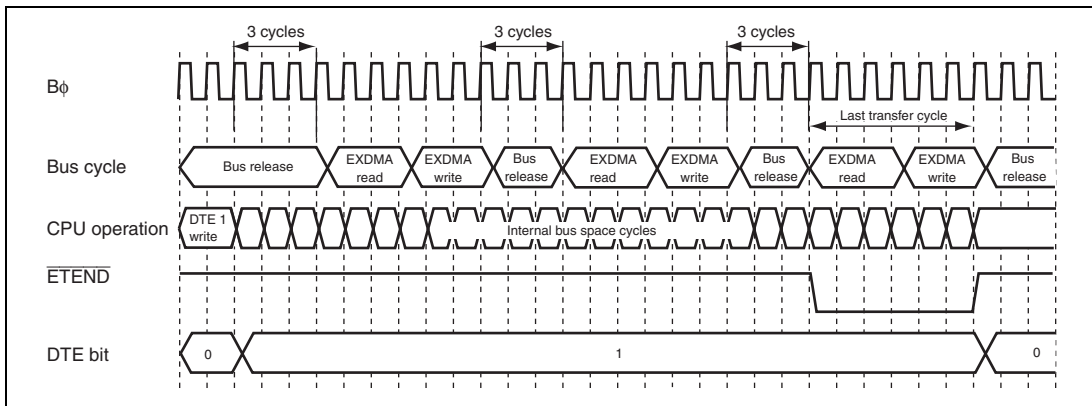 3 cycles 3 cycles 3 cycles
Bφ
Last transfer cycle
Bus cycle
Bus release
EXDMA read
EXDMA write
Bus release
EXDMA read
EXDMA write
Bus release
EXDMA read
EXDMA write
Bus release
CPU operation
DTE 1 write
Internal bus space cycles
ETEND
DTE bit
0
1
0